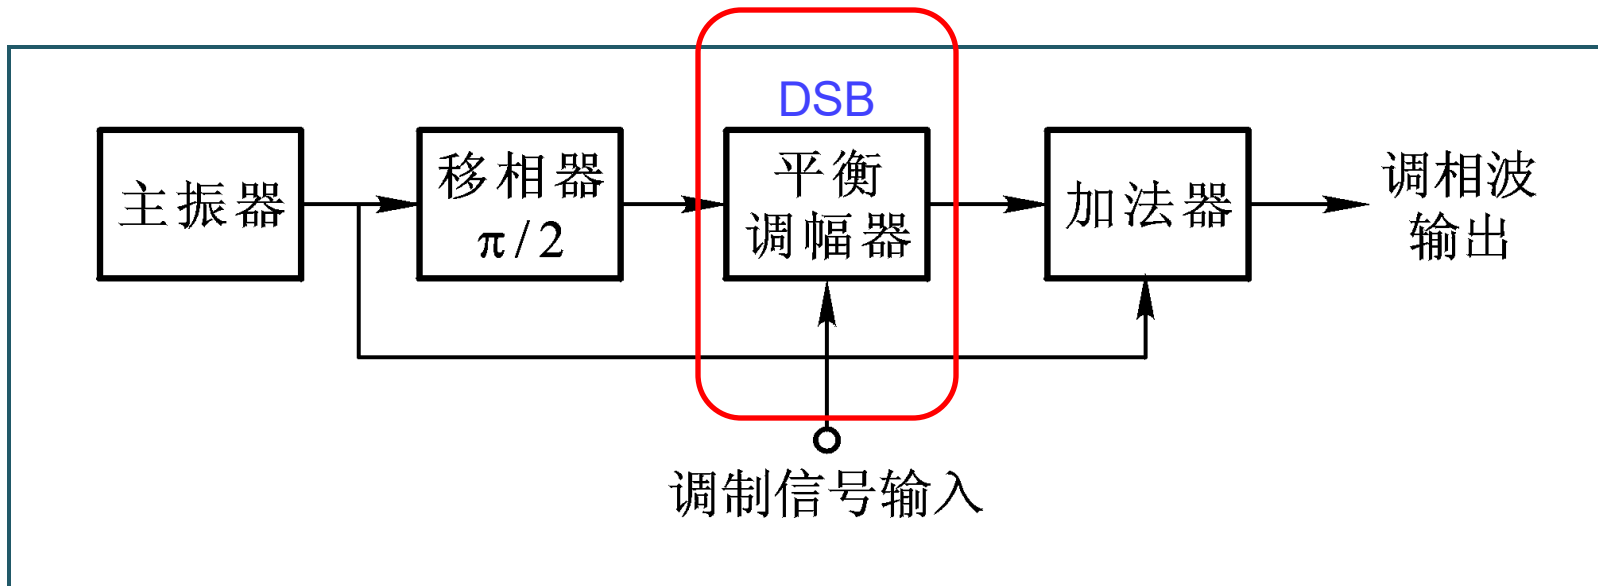 DSB
主振器
移相器
π/2
平衡
调幅器
加法器
调相波
输出
调制信号输入